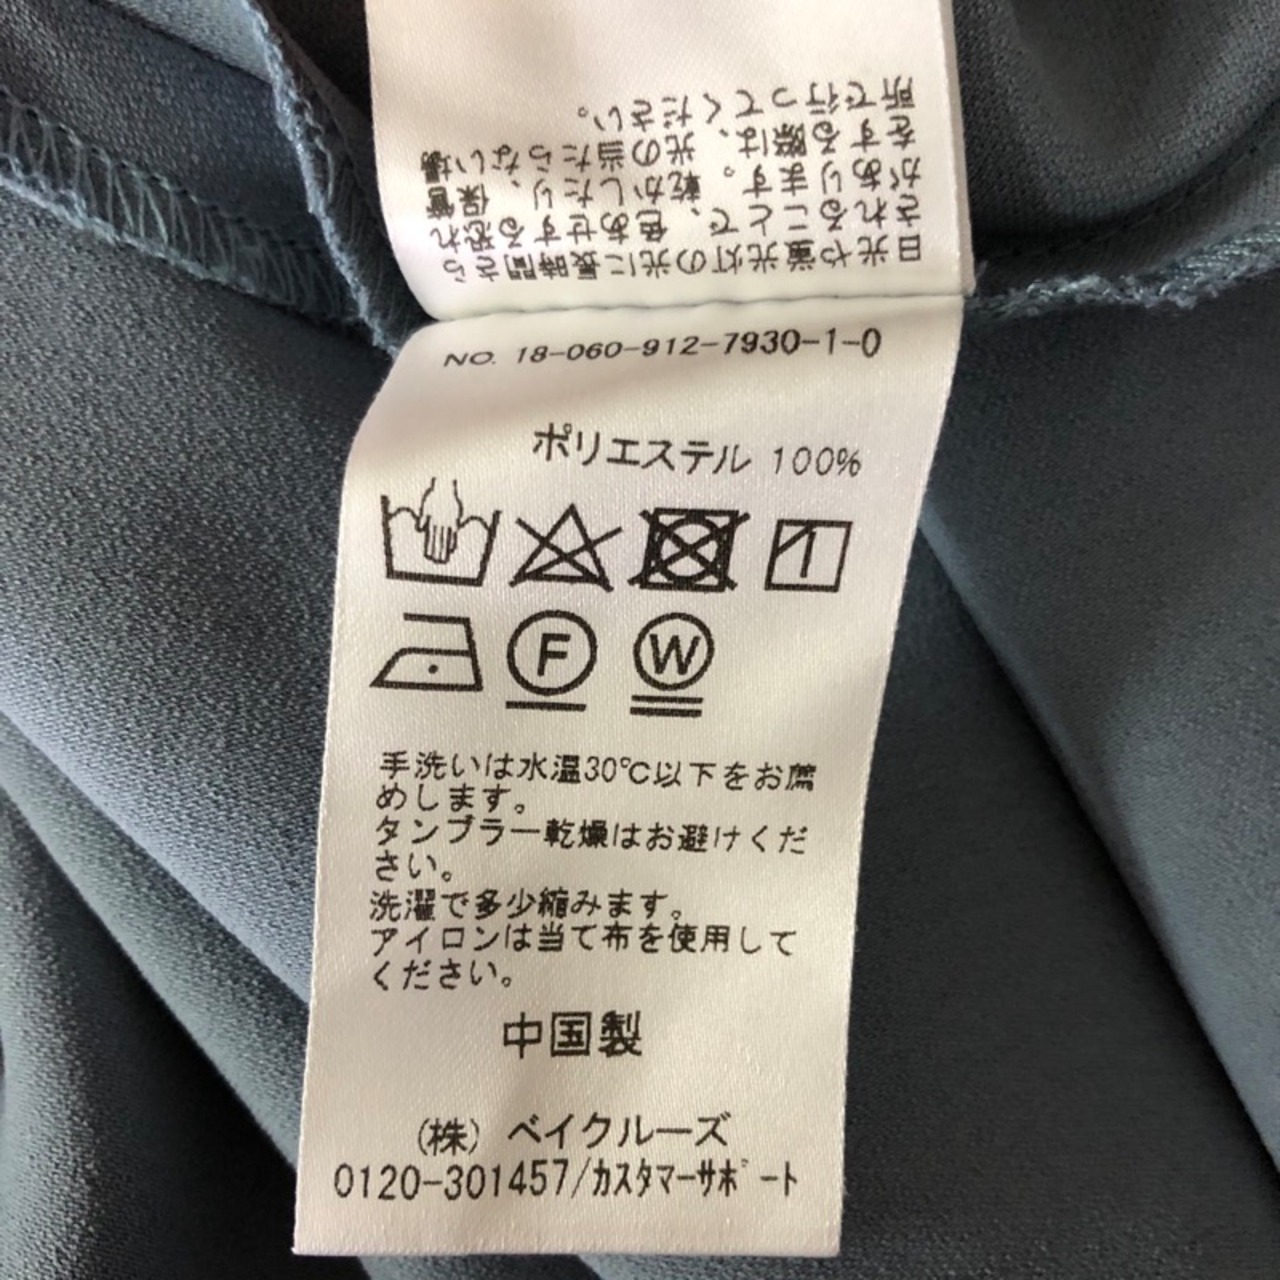 日光や蛍光灯の光に長時間さら
されることで、色あせする恐れ
があります。乾かしたり、保管
をする際は、光の当たらない場
所で行ってください。
NO. 18-060-912-7930-1-0
ポリエステル 100%
F W
手洗いは水温30℃以下をお薦
めします。
タンブラー乾燥はお避けくだ
さい。
洗濯で多少縮みます。
アイロンは当て布を使用して
ください。
中国製
(株) ベイクルーズ
0120-301457/カスタマーサポート